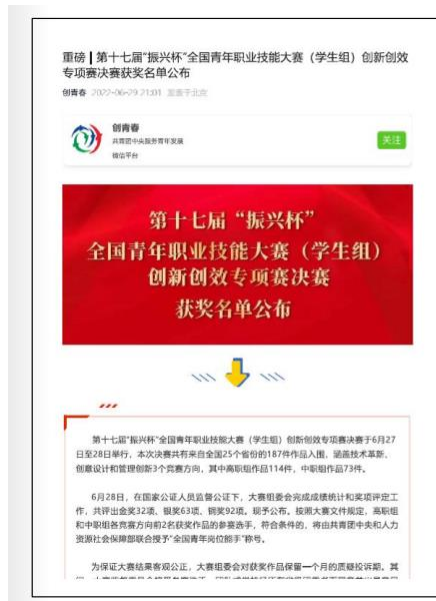 重磅 | 第十七届"振兴杯"全国青年职业技能大赛（学生组）创新创效
专项赛决赛获奖名单公布
创青春 2022-06-29 21:01 发表于北京
创青春
共青团中央服务青年发展
微信平台
关注
第十七届“振兴杯”
全国青年职业技能大赛（学生组）
创新创效专项赛决赛
获奖名单公布
第十七届"振兴杯"全国青年职业技能大赛（学生组）创新创效专项赛决赛于6月27
日至28日举行，本次决赛共有来自全国25个省份的187件作品入围，涵盖技术革新、
创意设计和管理创新3个竞赛方向，其中高职组作品114件，中职组作品73件。
6月28日，在国家公证人员监督公证下，大赛组委会完成成绩统计和奖项评定工
作，共评出金奖32项、银奖63项、铜奖92项。现予公布。按照大赛文件规定，高职组
和中职组各竞赛方向前2名获奖作品的参赛选手，符合条件的，将由共青团中央和人力
资源社会保障部联合授予"全国青年岗位能手"称号。
为保证大赛结果客观公正，大赛组委会对获奖作品保留一个月的质疑投诉期。其